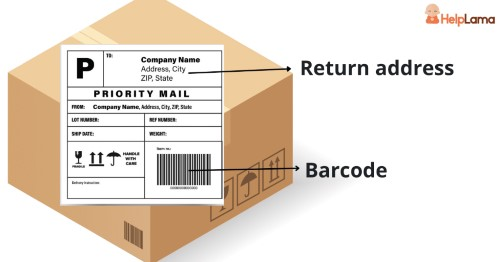 HelpLama
P
TO:
Company Name
Address, City
ZIP, State
PRIORITY MAIL
FROM: Company Name, Address, City, ZIP, State
LOT NUMBER:
REF NUMBER:
SHIP DATE:
WEIGHT:
FRAGILE
HANDLE
WITH
CARE
Delivery Instruction:
Return address
Barcode